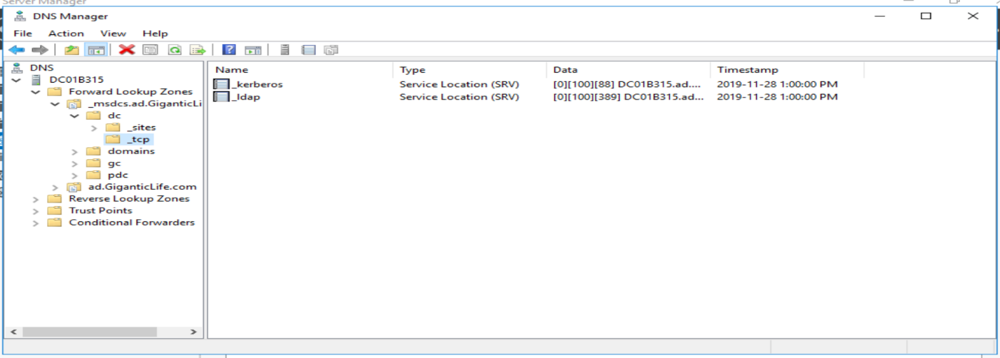 Server Manager
DNS Manager
File Action View Help
DNS
DC01B315
Forward Lookup Zones
_msdcs.ad.GiganticLi
dc
_sites
_tcp
domains
gc
pdc
ad.GiganticLife.com
Reverse Lookup Zones
Trust Points
Conditional Forwarders
Name Type Data Timestamp
_kerberos Service Location (SRV) [0][100][88] DC01B315.ad.... 2019-11-28 1:00:00 PM
_ldap Service Location (SRV) [0][100][389] DC01B315.ad... 2019-11-28 1:00:00 PM